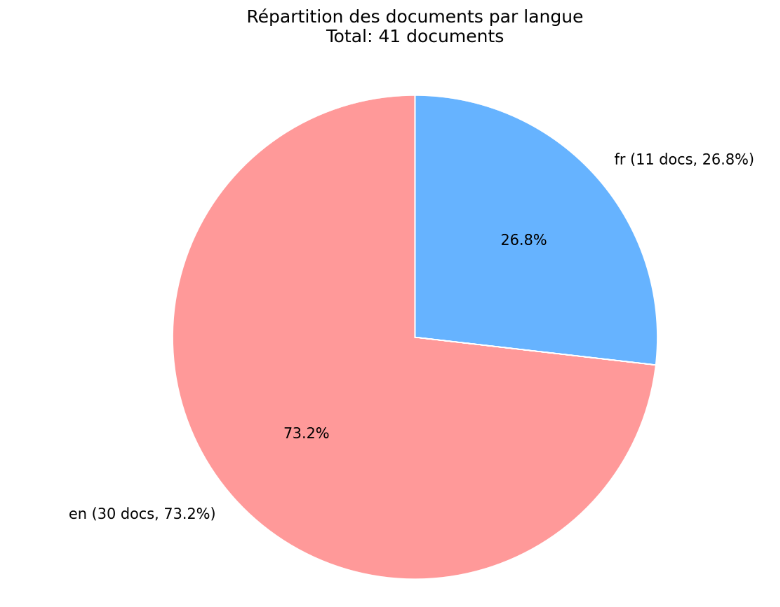 Répartition des documents par langue
Total: 41 documents
fr (11 docs, 26.8%)
26.8%
73.2%
en (30 docs, 73.2%)